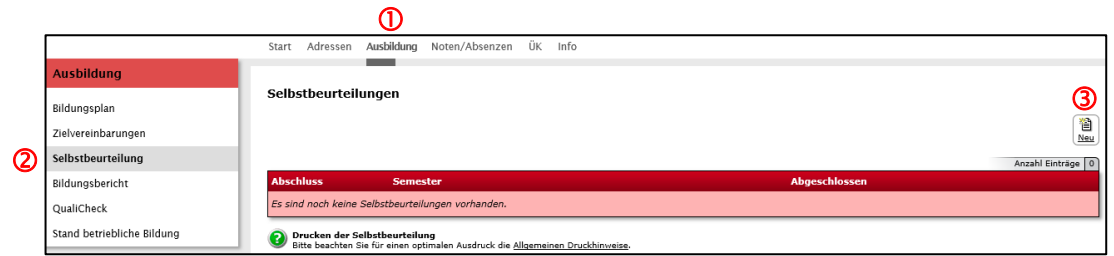 ①
Start Adressen Ausbildung Noten/Absenzen ÜK Info
Ausbildung
Bildungsplan
Zielvereinbarungen
② Selbstbeurteilung
Bildungsbericht
QualiCheck
Stand betriebliche Bildung
Selbstbeurteilungen
③
Neu
Anzahl Einträge 0
Abschluss Semester Abgeschlossen
Es sind noch keine Selbstbeurteilungen vorhanden.
? Drucken der Selbstbeurteilung
Bitte beachten Sie für einen optimalen Ausdruck die Allgemeinen Druckhinweise.